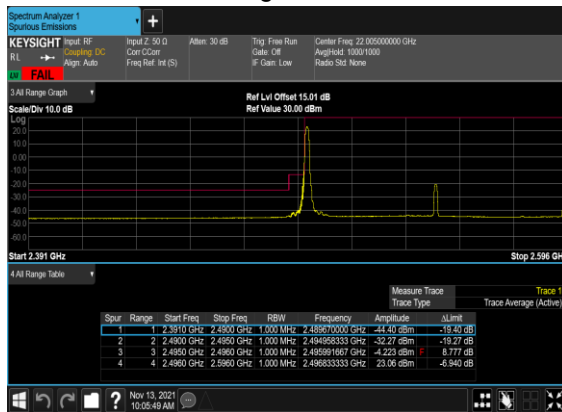 Spectrum Analyzer 1
Spurious Emissions
KEYSIGHT Input: RF Input Z: 50 Ω Atten: 30 dB Trig: Free Run Center Freq: 22.005000000 GHz
RL Coupling: DC Corr CCorr Gate: Off Avg|Hold: 1000/1000
Align: Auto Freq Ref: Int (S) IF Gain: Low Radio Std: None
LW FAIL
3 All Range Graph
Ref Lvl Offset 15.01 dB
Scale/Div 10.0 dB Ref Value 30.00 dBm
Log
20.0
10.0
0.00
-10.0
-20.0
-30.0
-40.0
-50.0
-60.0
Start 2.391 GHz Stop 2.596 GH
4 All Range Table
Measure Trace Trace 1
Trace Type Trace Average (Active)
Spur Range Start Freq Stop Freq RBW Frequency Amplitude ΔLimit
1 1 2.3910 GHz 2.4900 GHz 1.000 MHz 2.489670000 GHz -44.40 dBm -19.40 dB
2 2 2.4900 GHz 2.4950 GHz 1.000 MHz 2.494958333 GHz -32.27 dBm -19.27 dB
3 3 2.4950 GHz 2.4960 GHz 1.000 MHz 2.495991667 GHz -4.223 dBm F 8.777 dB
4 4 2.4960 GHz 2.5960 GHz 1.000 MHz 2.496833333 GHz 23.06 dBm -6.940 dB
Nov 13, 2021
10:05:49 AM